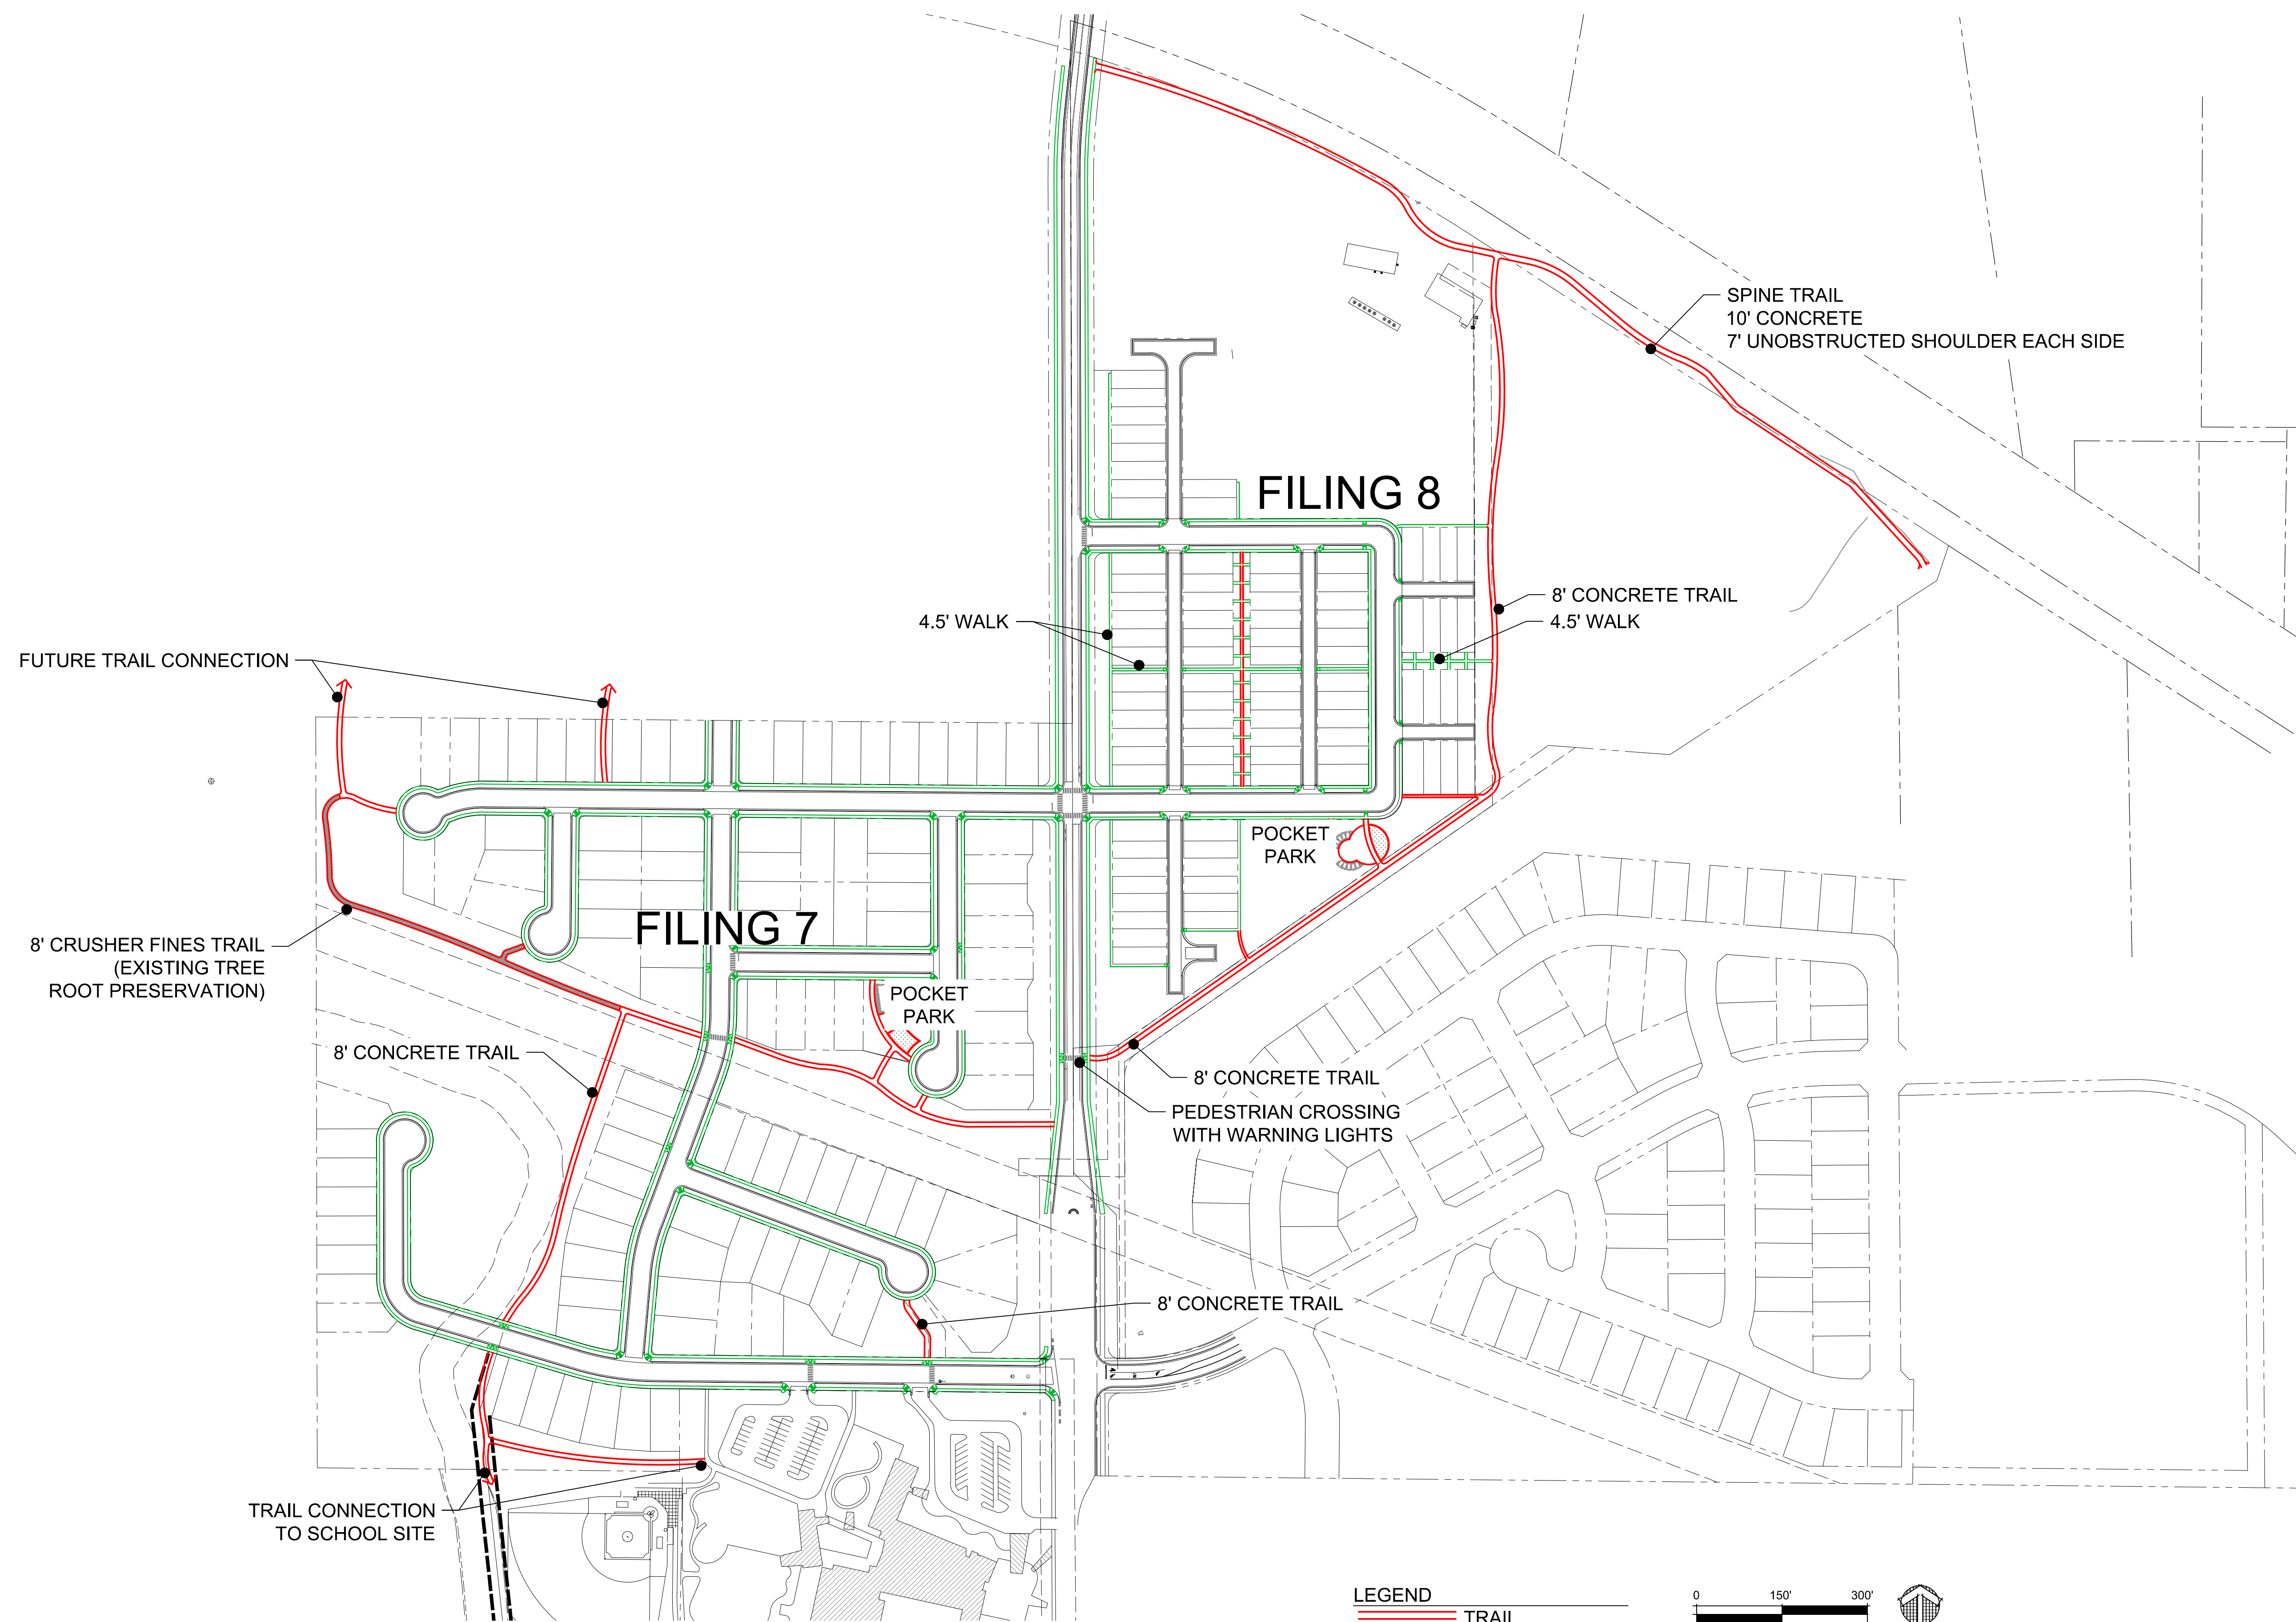 SPINE TRAIL
10' CONCRETE
7' UNOBSTRUCTED SHOULDER EACH SIDE
FILING 8
8' CONCRETE TRAIL
4.5' WALK
4.5' WALK
FUTURE TRAIL CONNECTION
POCKET
PARK
FILING 7
8' CRUSHER FINES TRAIL
(EXISTING TREE
ROOT PRESERVATION)
POCKET
PARK
8' CONCRETE TRAIL
8' CONCRETE TRAIL
PEDESTRIAN CROSSING
WITH WARNING LIGHTS
8' CONCRETE TRAIL
TRAIL CONNECTION
TO SCHOOL SITE
LEGEND
TRAIL
0 150' 300'